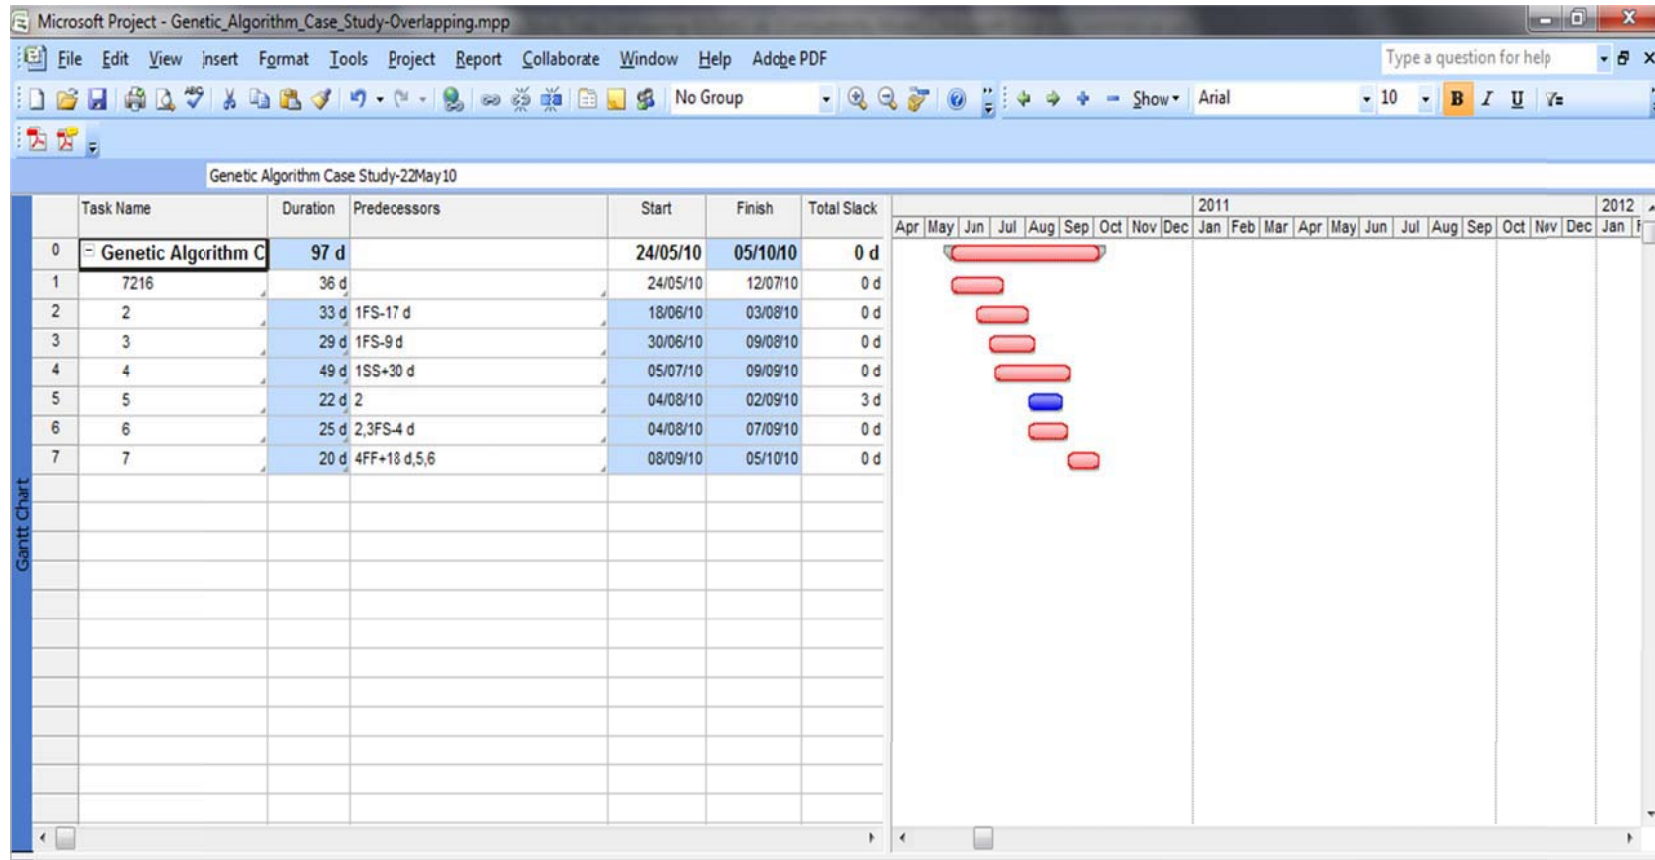 Microsoft Project - Genetic_Algorithm_Case_Study-Overlapping.mpp
File Edit View Insert Format Tools Project Report Collaborate Window Help Adobe PDF Type a question for help
No Group Show Arial 10 B I U
Genetic Algorithm Case Study-22May10
Task Name Duration Predecessors Start Finish Total Slack 2011 2012
Apr May Jun Jul Aug Sep Oct Nov Dec Jan Feb Mar Apr May Jun Jul Aug Sep Oct Nov Dec Jan F
0 Genetic Algorithm C 97 d 24/05/10 05/10/10 0 d
1 7216 36 d 24/05/10 12/07/10 0 d
2 2 33 d 1FS-17 d 18/06/10 03/08/10 0 d
3 3 29 d 1FS-9 d 30/06/10 09/08/10 0 d
4 4 49 d 1SS+30 d 05/07/10 09/09/10 0 d
5 5 22 d 2 04/08/10 02/09/10 3 d
6 6 25 d 2,3FS-4 d 04/08/10 07/09/10 0 d
7 7 20 d 4FF+18 d,5,6 08/09/10 05/10/10 0 d
Gantt Chart